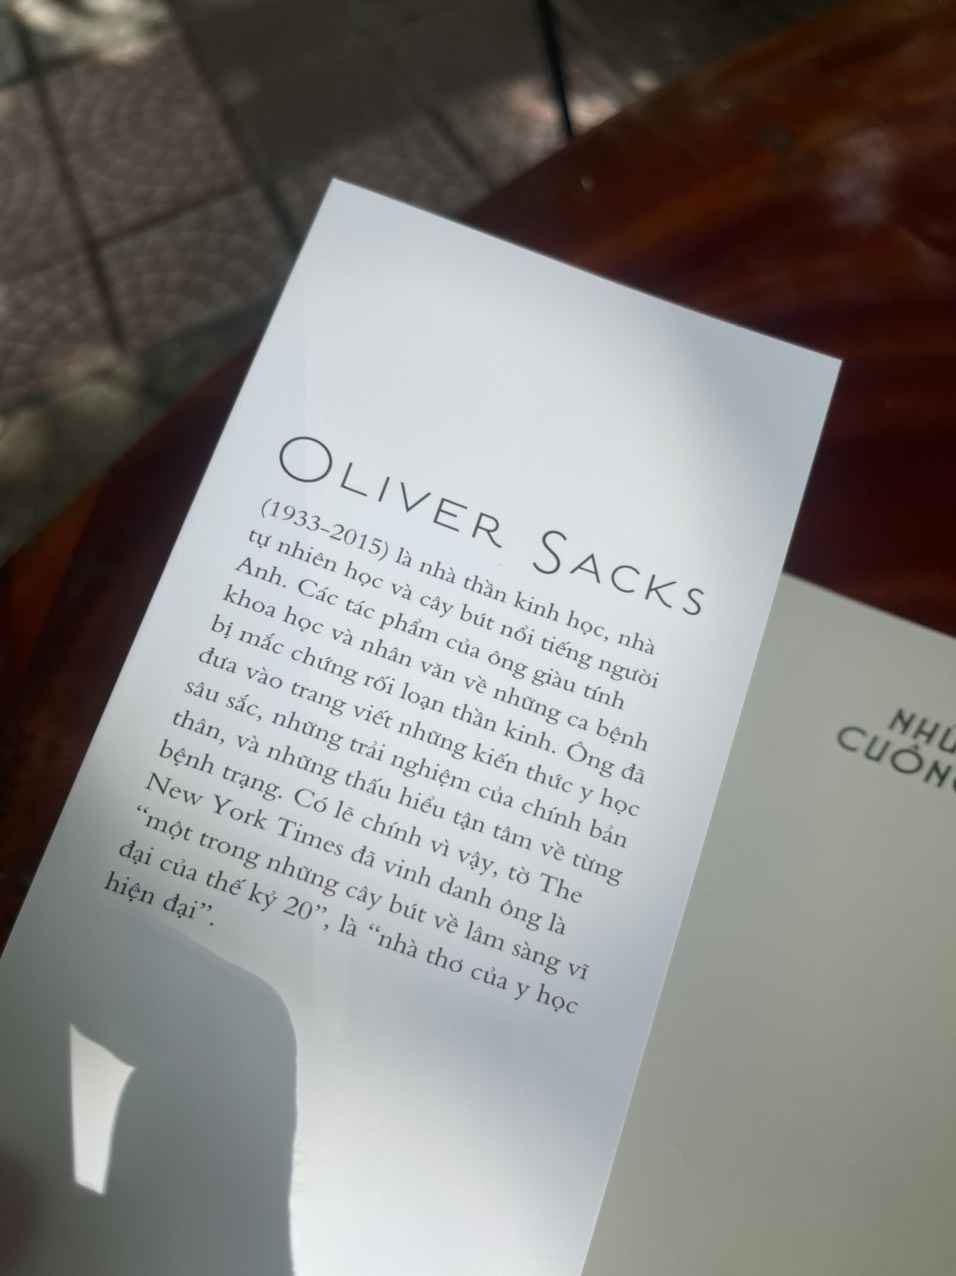 OLIVER SACKS
(1933–2015) là nhà thần kinh học, nhà
tự nhiên học và cây bút nổi tiếng người
Anh. Các tác phẩm của ông giàu tính
khoa học và nhân văn về những ca bệnh
bị mắc chứng rối loạn thần kinh. Ông đã
đưa vào trang viết những kiến thức y học
sâu sắc, những trải nghiệm của chính bản
thân, và những thấu hiểu tận tâm về từng
bệnh trạng. Có lẽ chính vì vậy, tờ The
New York Times đã vinh danh ông là
“một trong những cây bút về lâm sàng vĩ
đại của thế kỷ 20”, là “nhà thơ của y học
hiện đại”.